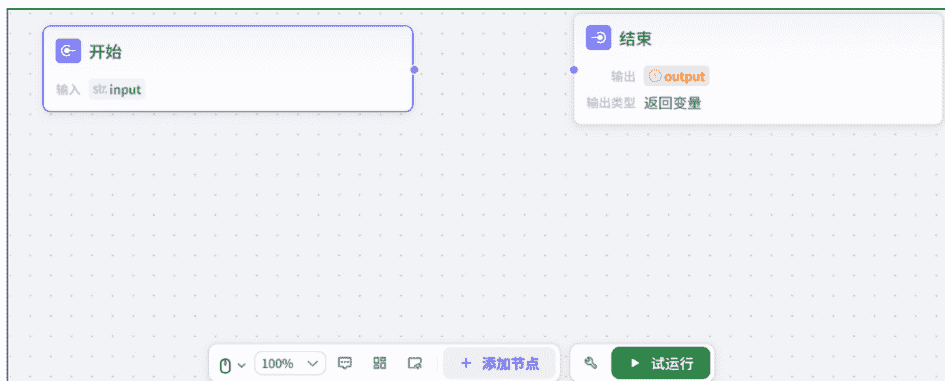 开始
输入 str. input
结束
输出 output
输出类型 返回变量
100%
添加节点
试运行